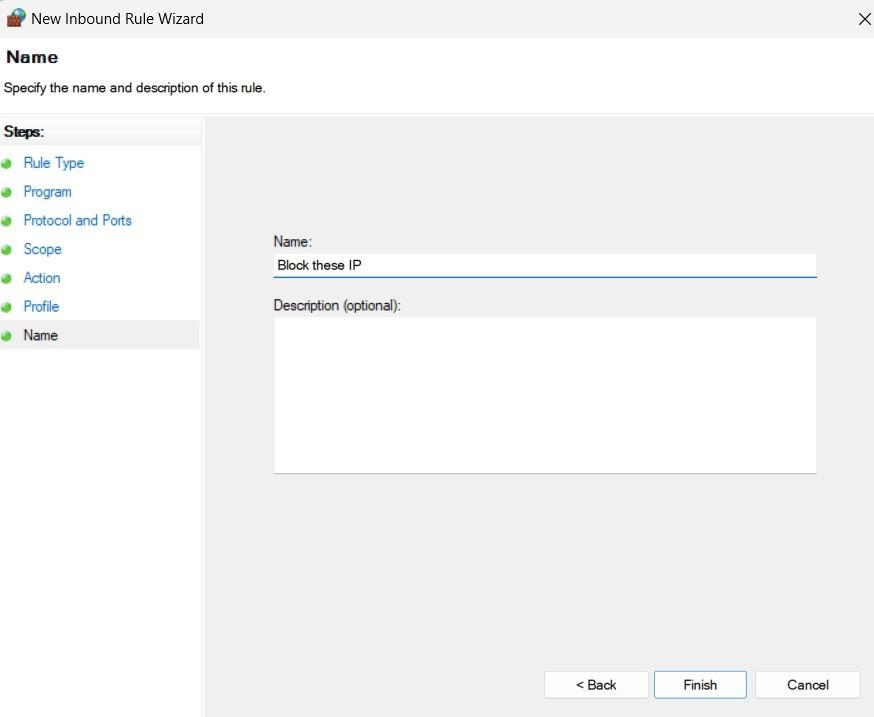 New Inbound Rule Wizard
Name
Specify the name and description of this rule.
Steps:
Rule Type
Program
Protocol and Ports
Scope
Action
Profile
Name
Name:
Block these IP
Description (optional):
< Back
Finish
Cancel